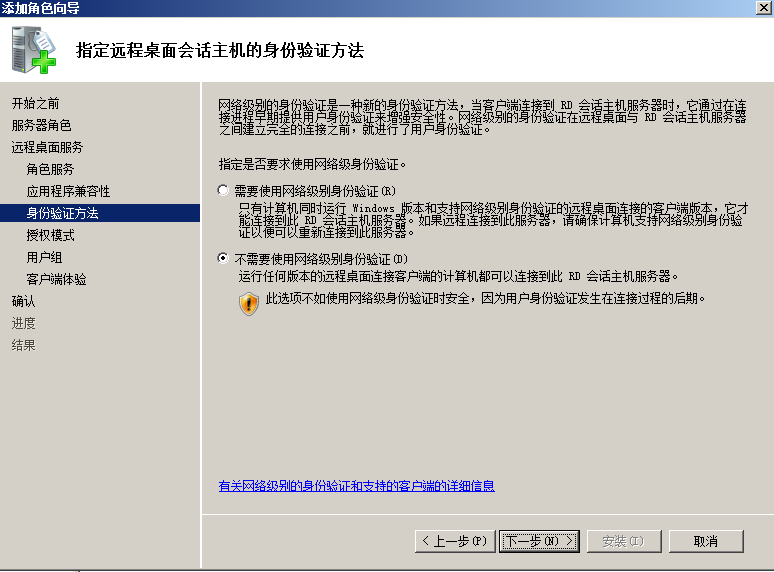 添加角色向导
指定远程桌面会话主机的身份验证方法
开始之前
服务器角色
远程桌面服务
角色服务
应用程序兼容性
身份验证方法
授权模式
用户组
客户端体验
确认
进度
结果
网络级别的身份验证是一种新的身份验证方法，当客户端连接到 RD 会话主机服务器时，它通过在连
接进程早期提供用户身份验证来增强安全性。网络级别的身份验证在远程桌面与 RD 会话主机服务器
之间建立完全的连接之前，就进行了用户身份验证。
指定是否要求使用网络级身份验证。
需要使用网络级别身份验证(R)
只有计算机同时运行 Windows 版本和支持网络级别身份验证的远程桌面连接的客户端版本，它才
能连接到此 RD 会话主机服务器。如果远程连接到此服务器，请确保计算机支持网络级别身份验
证以便可以重新连接到此服务器。
不需要使用网络级别身份验证(D)
运行任何版本的远程桌面连接客户端的计算机都可以连接到此 RD 会话主机服务器。
此选项不如使用网络级身份验证时安全，因为用户身份验证发生在连接过程的后期。
有关网络级别的身份验证和支持的客户端的详细信息
< 上一步(P)
下一步(N) >
安装(I)
取消